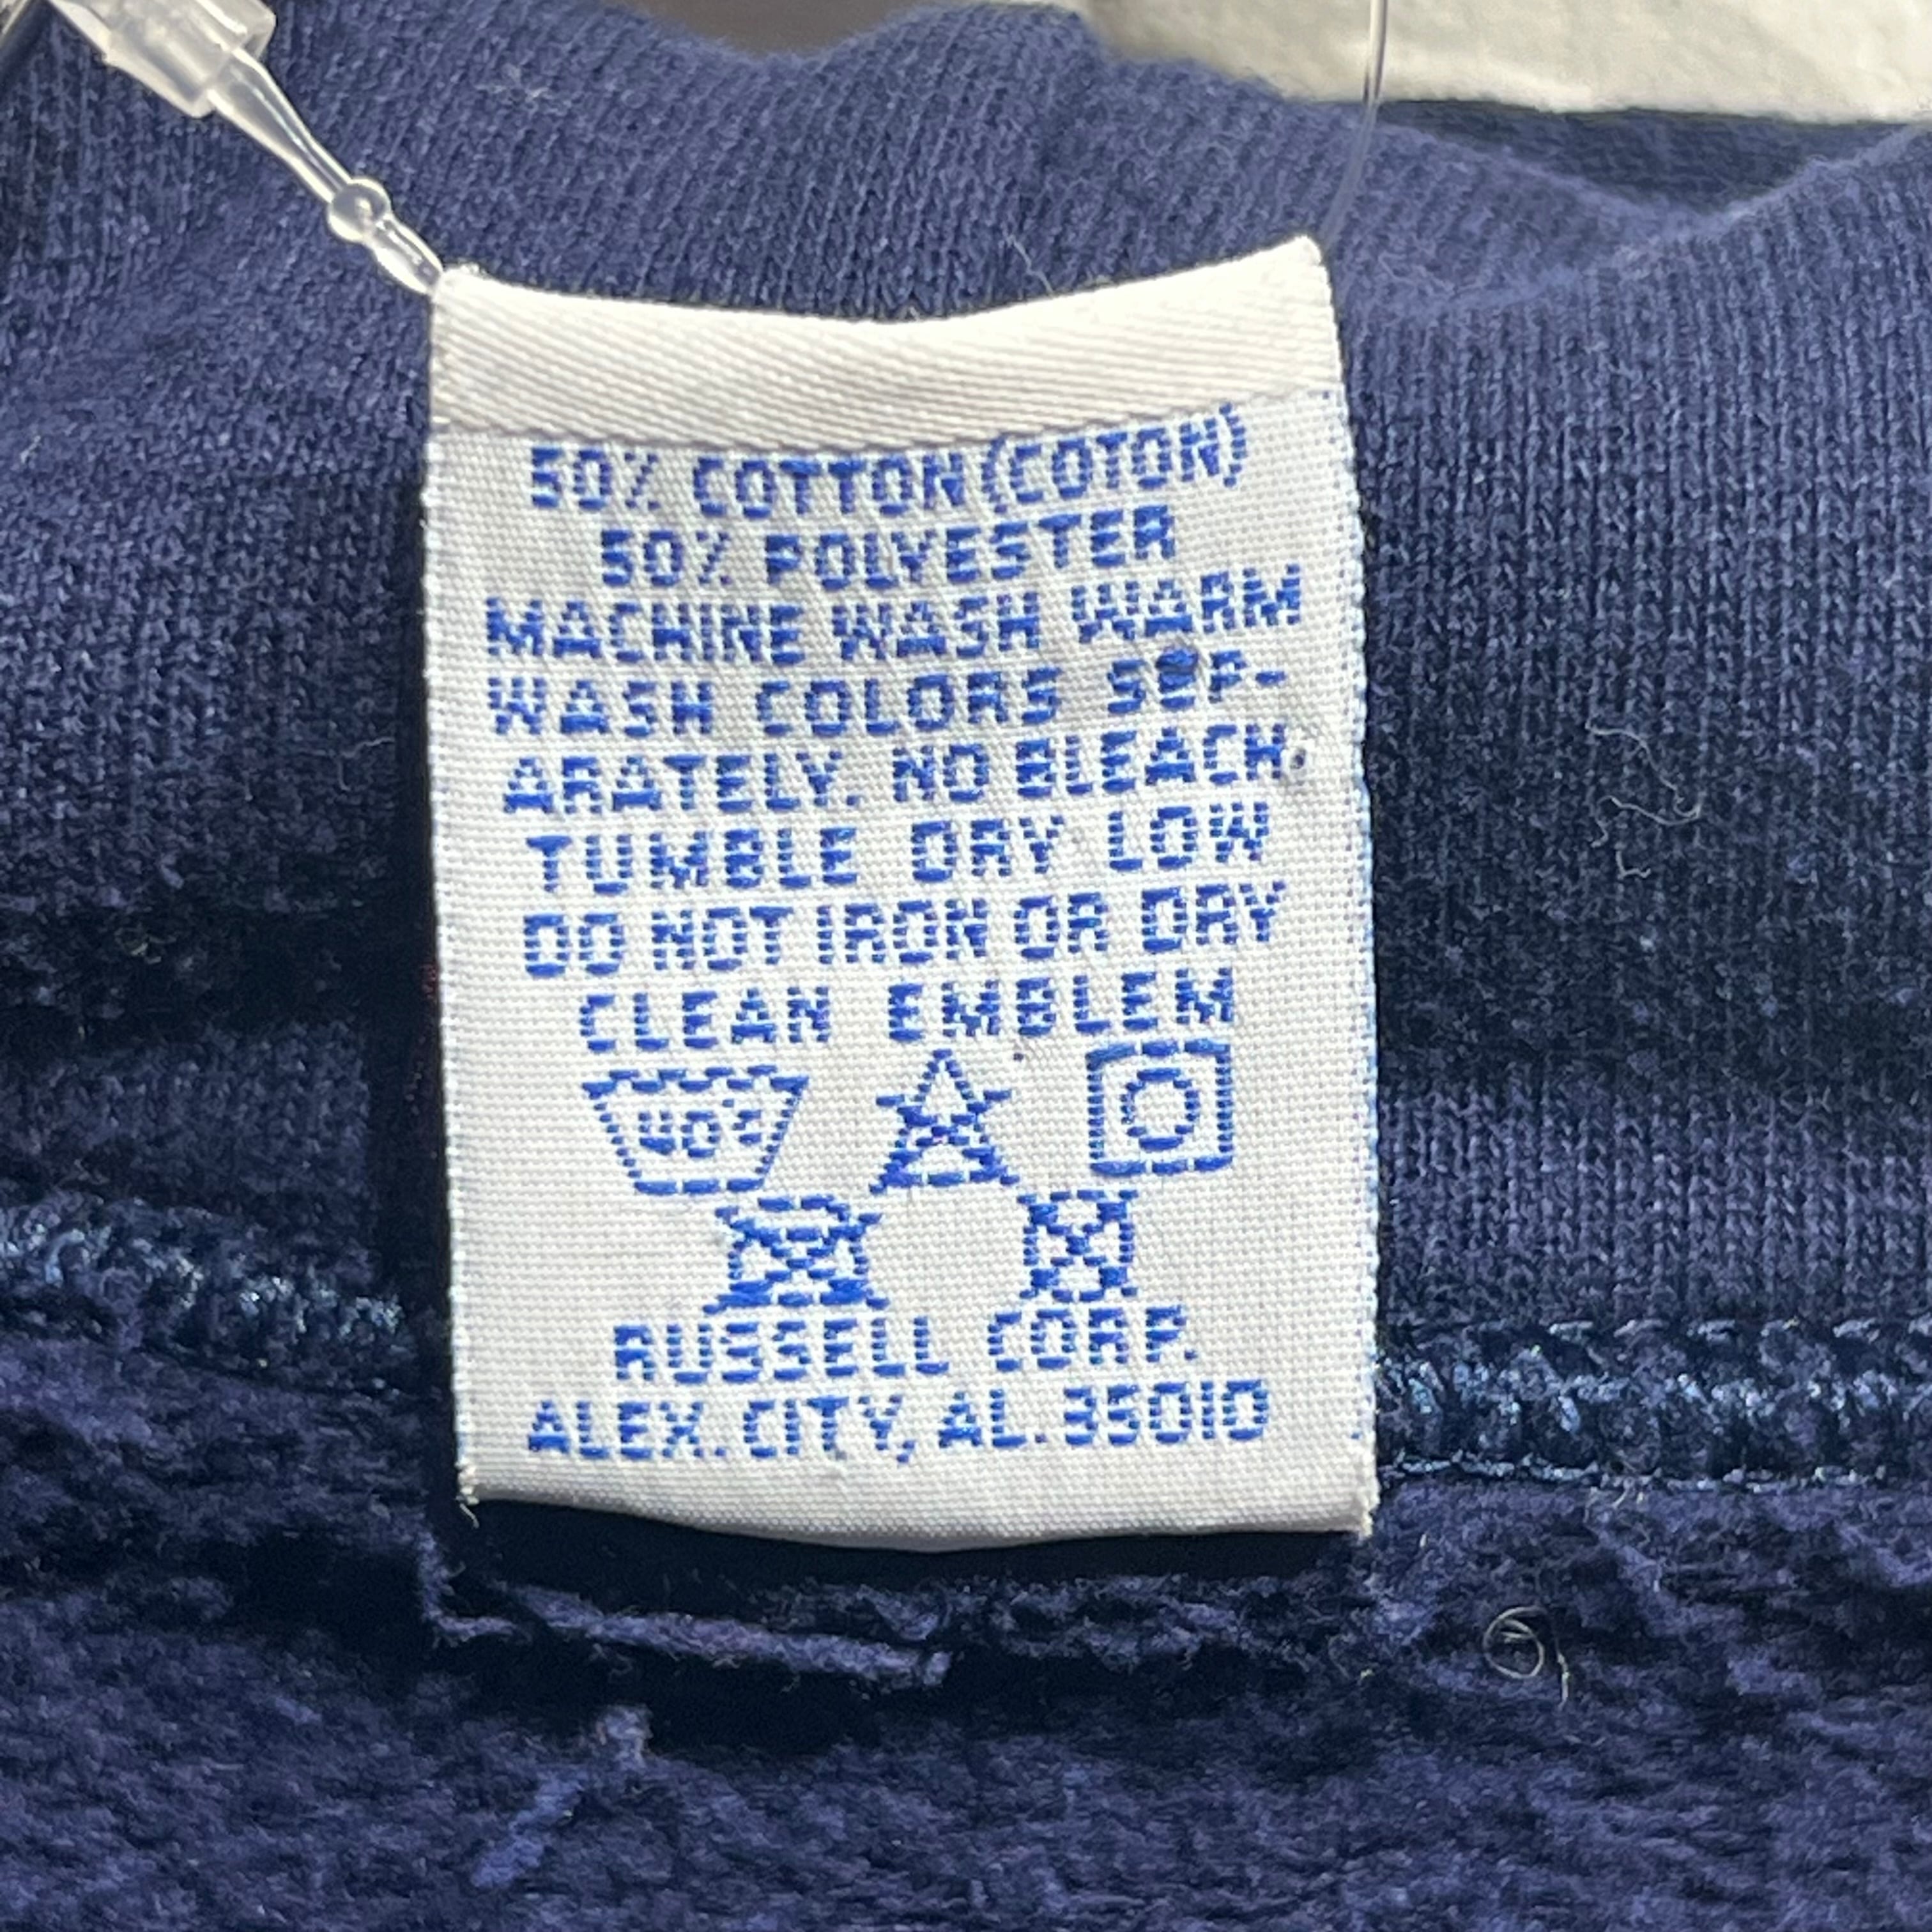 50% COTTON (COTON)
50% POLYESTER
MACHINE WASH WARM
WASH COLORS SEP-
ARATELY. NO BLEACH.
TUMBLE DRY LOW
DO NOT IRON OR DRY
CLEAN EMBLEM
40°C
RUSSELL CORP.
ALEX. CITY, AL. 35010